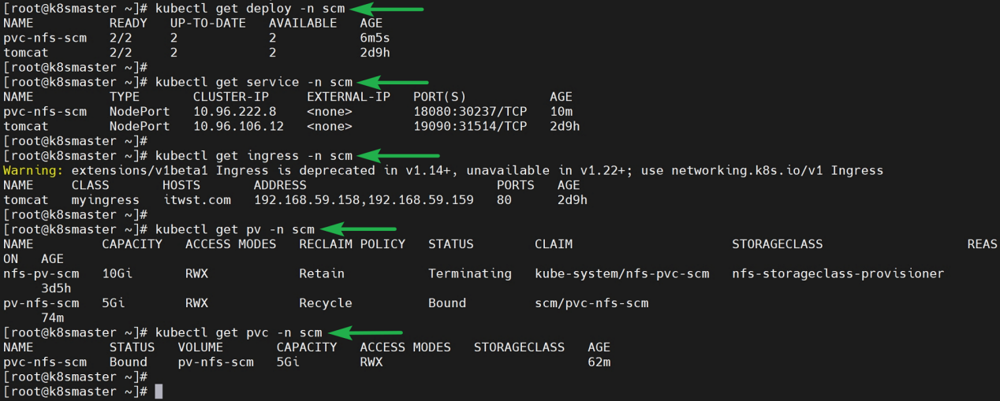 [root@k8smaster ~]# kubectl get deploy -n scm
NAME          READY   UP-TO-DATE   AVAILABLE   AGE
pvc-nfs-scm   2/2     2            2           6m5s
tomcat        2/2     2            2           2d9h
[root@k8smaster ~]#
[root@k8smaster ~]# kubectl get service -n scm
NAME          TYPE       CLUSTER-IP     EXTERNAL-IP   PORT(S)           AGE
pvc-nfs-scm   NodePort   10.96.222.8    <none>        18080:30237/TCP   10m
tomcat        NodePort   10.96.106.12   <none>        19090:31514/TCP   2d9h
[root@k8smaster ~]#
[root@k8smaster ~]# kubectl get ingress -n scm
Warning: extensions/v1beta1 Ingress is deprecated in v1.14+, unavailable in v1.22+; use networking.k8s.io/v1 Ingress
NAME     CLASS       HOSTS       ADDRESS                         PORTS   AGE
tomcat   myingress   itwst.com   192.168.59.158,192.168.59.159   80      2d9h
[root@k8smaster ~]#
[root@k8smaster ~]# kubectl get pv -n scm
NAME         CAPACITY   ACCESS MODES   RECLAIM POLICY   STATUS        CLAIM                     STORAGECLASS                   REAS
ON   AGE
nfs-pv-scm   10Gi       RWX            Retain           Terminating   kube-system/nfs-pvc-scm   nfs-storageclass-provisioner
     3d5h
pv-nfs-scm   5Gi        RWX            Recycle          Bound         scm/pvc-nfs-scm
     74m
[root@k8smaster ~]# kubectl get pvc -n scm
NAME          STATUS   VOLUME       CAPACITY   ACCESS MODES   STORAGECLASS   AGE
pvc-nfs-scm   Bound    pv-nfs-scm   5Gi        RWX                           62m
[root@k8smaster ~]#
[root@k8smaster ~]#